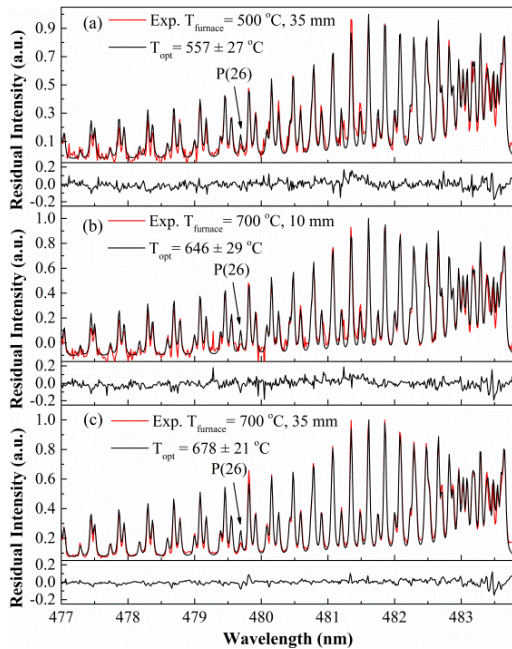 (a) Exp. T_furnace = 500 °C, 35 mm
T_opt = 557 ± 27 °C
P(26)
0.9
0.7
0.5
0.3
0.1
0.2
0.0
-0.2
Residual Intensity (a.u.)
(b) Exp. T_furnace = 700 °C, 10 mm
T_opt = 646 ± 29 °C
P(26)
1.0
0.8
0.6
0.4
0.2
0.0
0.2
0.0
-0.2
Residual Intensity (a.u.)
(c) Exp. T_furnace = 700 °C, 35 mm
T_opt = 678 ± 21 °C
P(26)
1.0
0.8
0.6
0.4
0.2
0.2
0.0
-0.2
Residual Intensity (a.u.)
477 478 479 480 481 482 483
Wavelength (nm)